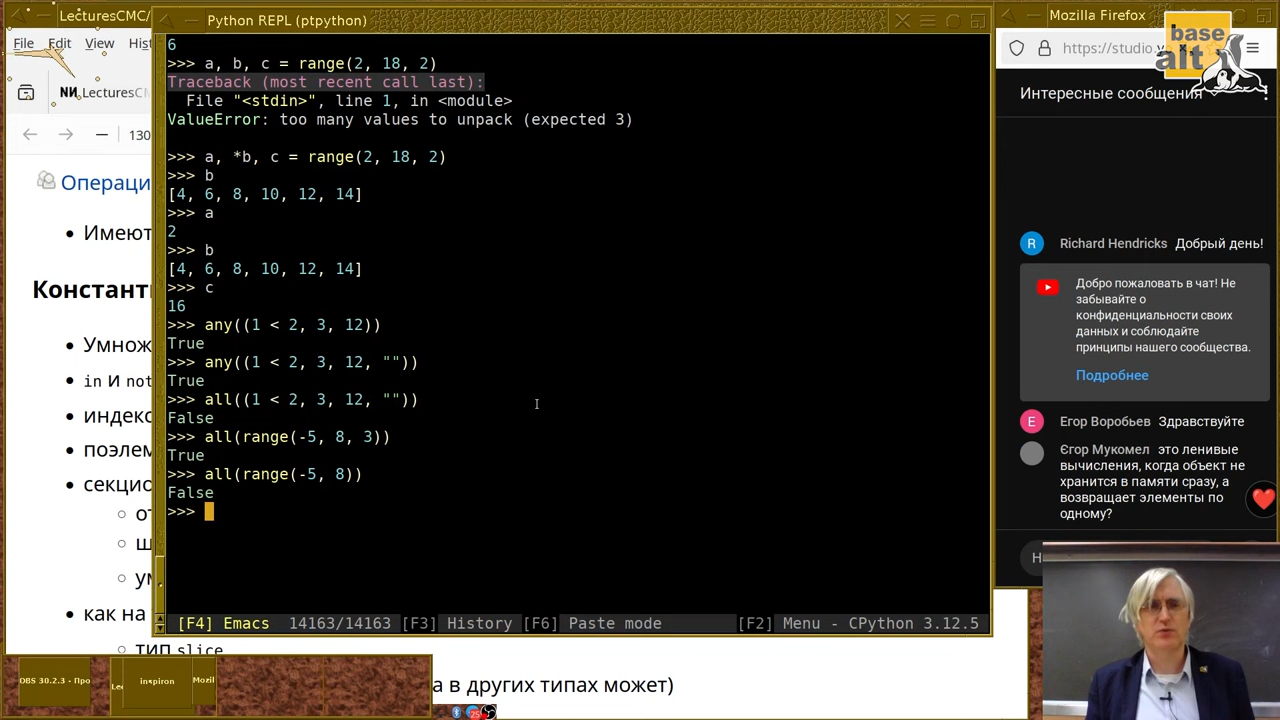 LecturesCMC/
File Edit View Hist
LecturesCMC
130
Операци
Имеют
Константн
Умнож
in и not
индекс
поэлем
секцио
от
ш
ум
как на
тип slice
а в других типах может)
Python REPL (ptpython)
6
>>> a, b, c = range(2, 18, 2)
Traceback (most recent call last):
File "<stdin>", line 1, in <module>
ValueError: too many values to unpack (expected 3)
>>> a, *b, c = range(2, 18, 2)
>>> b
[4, 6, 8, 10, 12, 14]
>>> a
2
>>> b
[4, 6, 8, 10, 12, 14]
>>> c
16
>>> any((1 < 2, 3, 12))
True
>>> any((1 < 2, 3, 12, ""))
True
>>> all((1 < 2, 3, 12, ""))
False
>>> all(range(-5, 8, 3))
True
>>> all(range(-5, 8))
False
>>>
[F4] Emacs 14163/14163 [F3] History [F6] Paste mode [F2] Menu - CPython 3.12.5
Mozilla Firefox
base
alt
https://studio.y
Интересные сообщения
Richard Hendricks Добрый день!
Добро пожаловать в чат! Не
забывайте о
конфиденциальности своих
данных и соблюдайте
принципы нашего сообщества.
Подробнее
Егор Воробьев Здравствуйте
Єгор Мукомел это ленивые
вычисления, когда объект не
хранится в памяти сразу, а
возвращает элементы по
одному?
OBS 30.2.3 - Про
Lec
inspiron
Mozil